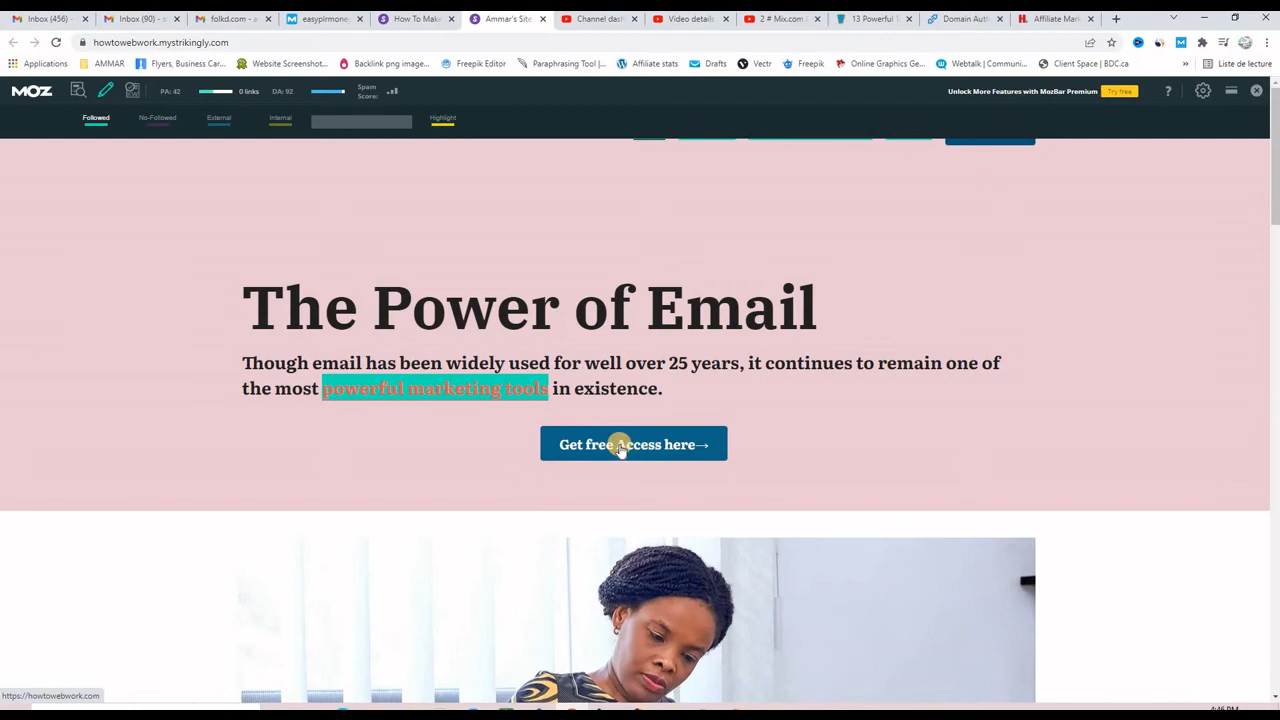 Inbox (456) - Inbox (90) - s folkd.com - a easyplrmone How To Make Ammar's Site Channel das Video details 2 # Mix.com 13 Powerful T Domain Auth Affiliate Mark
howtowebwork.mystrikingly.com
Applications AMMAR Flyers, Business Car... Website Screenshot... Backlink png image... Freepik Editor Paraphrasing Tool |... Affiliate stats Drafts Vectr Freepik Online Graphics Ge... Webtalk | Communi... Client Space | BDC.ca » Liste de lecture
MOZ PA: 42 0 links DA: 92 Spam Score: Unlock More Features with MozBar Premium Try free ?
Followed No-Followed External Internal Highlight
The Power of Email
Though email has been widely used for well over 25 years, it continues to remain one of
the most powerful marketing tools in existence.
Get free Access here→
https://howtowebwork.com